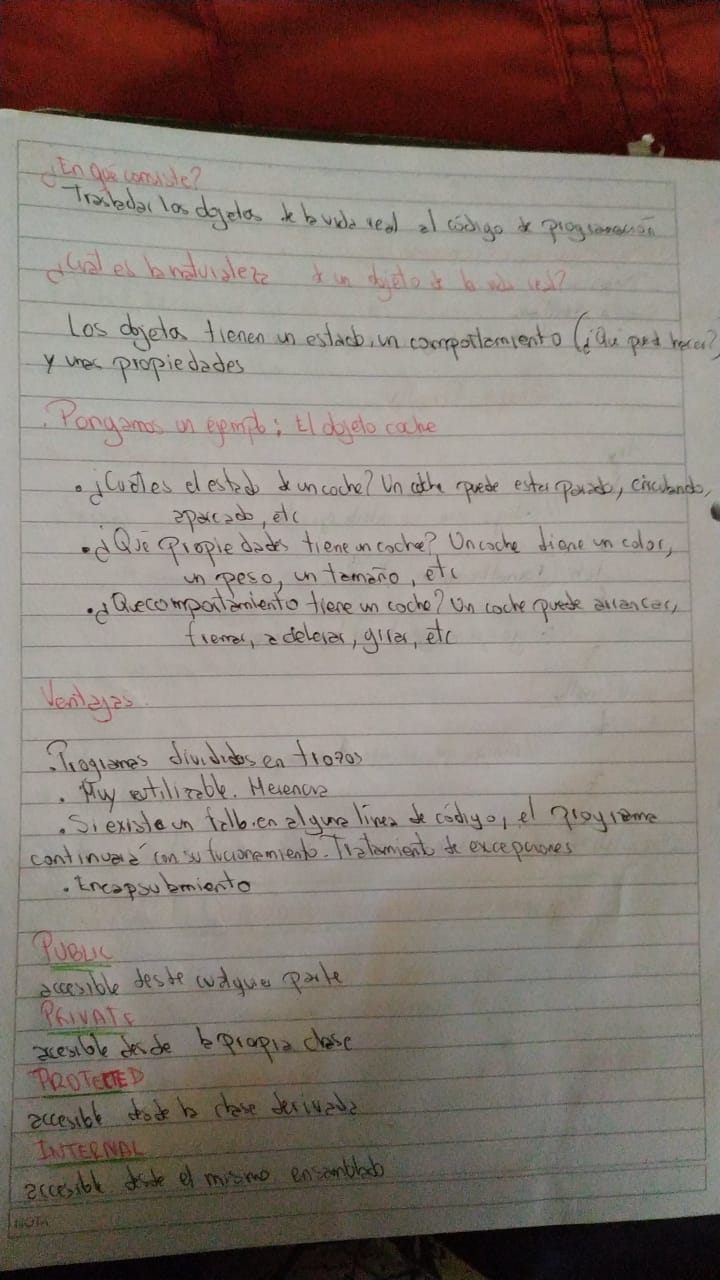 ¿En que consiste?
Trasladar los objetos de la vida real al código de programación
¿Cuál es la naturaleza de un objeto de la vida real?
Los objetos tienen un estado, un comportamiento (¿Qué pued hacer?)
y unas propiedades
. Pongamos un ejemplo: El objeto coche
• ¿Cuál es el estado de un coche? Un coche puede estar parado, circulando,
aparcado, etc
• ¿Que propiedades tiene un coche? Un coche tiene un color,
un peso, un tamaño, etc
• ¿Que comportamiento tiene un coche? Un coche puede arrancar,
frenar, acelerar, girar, etc
Ventajas
. Programas divididos en trozos
. Muy reutilizable. Herencia
. Si existe un fallo en alguna línea de código, el programa
continuará con su fucionamiento. Tratamient de excepciones
. Encapsulamiento
PUBLIC
accesible desde cualquier parte
PRIVATE
accesible desde la propia clase
PROTECTED
accesible desde la clase derivada
INTERNAL
accesible desde el mismo ensamblado
NOTA